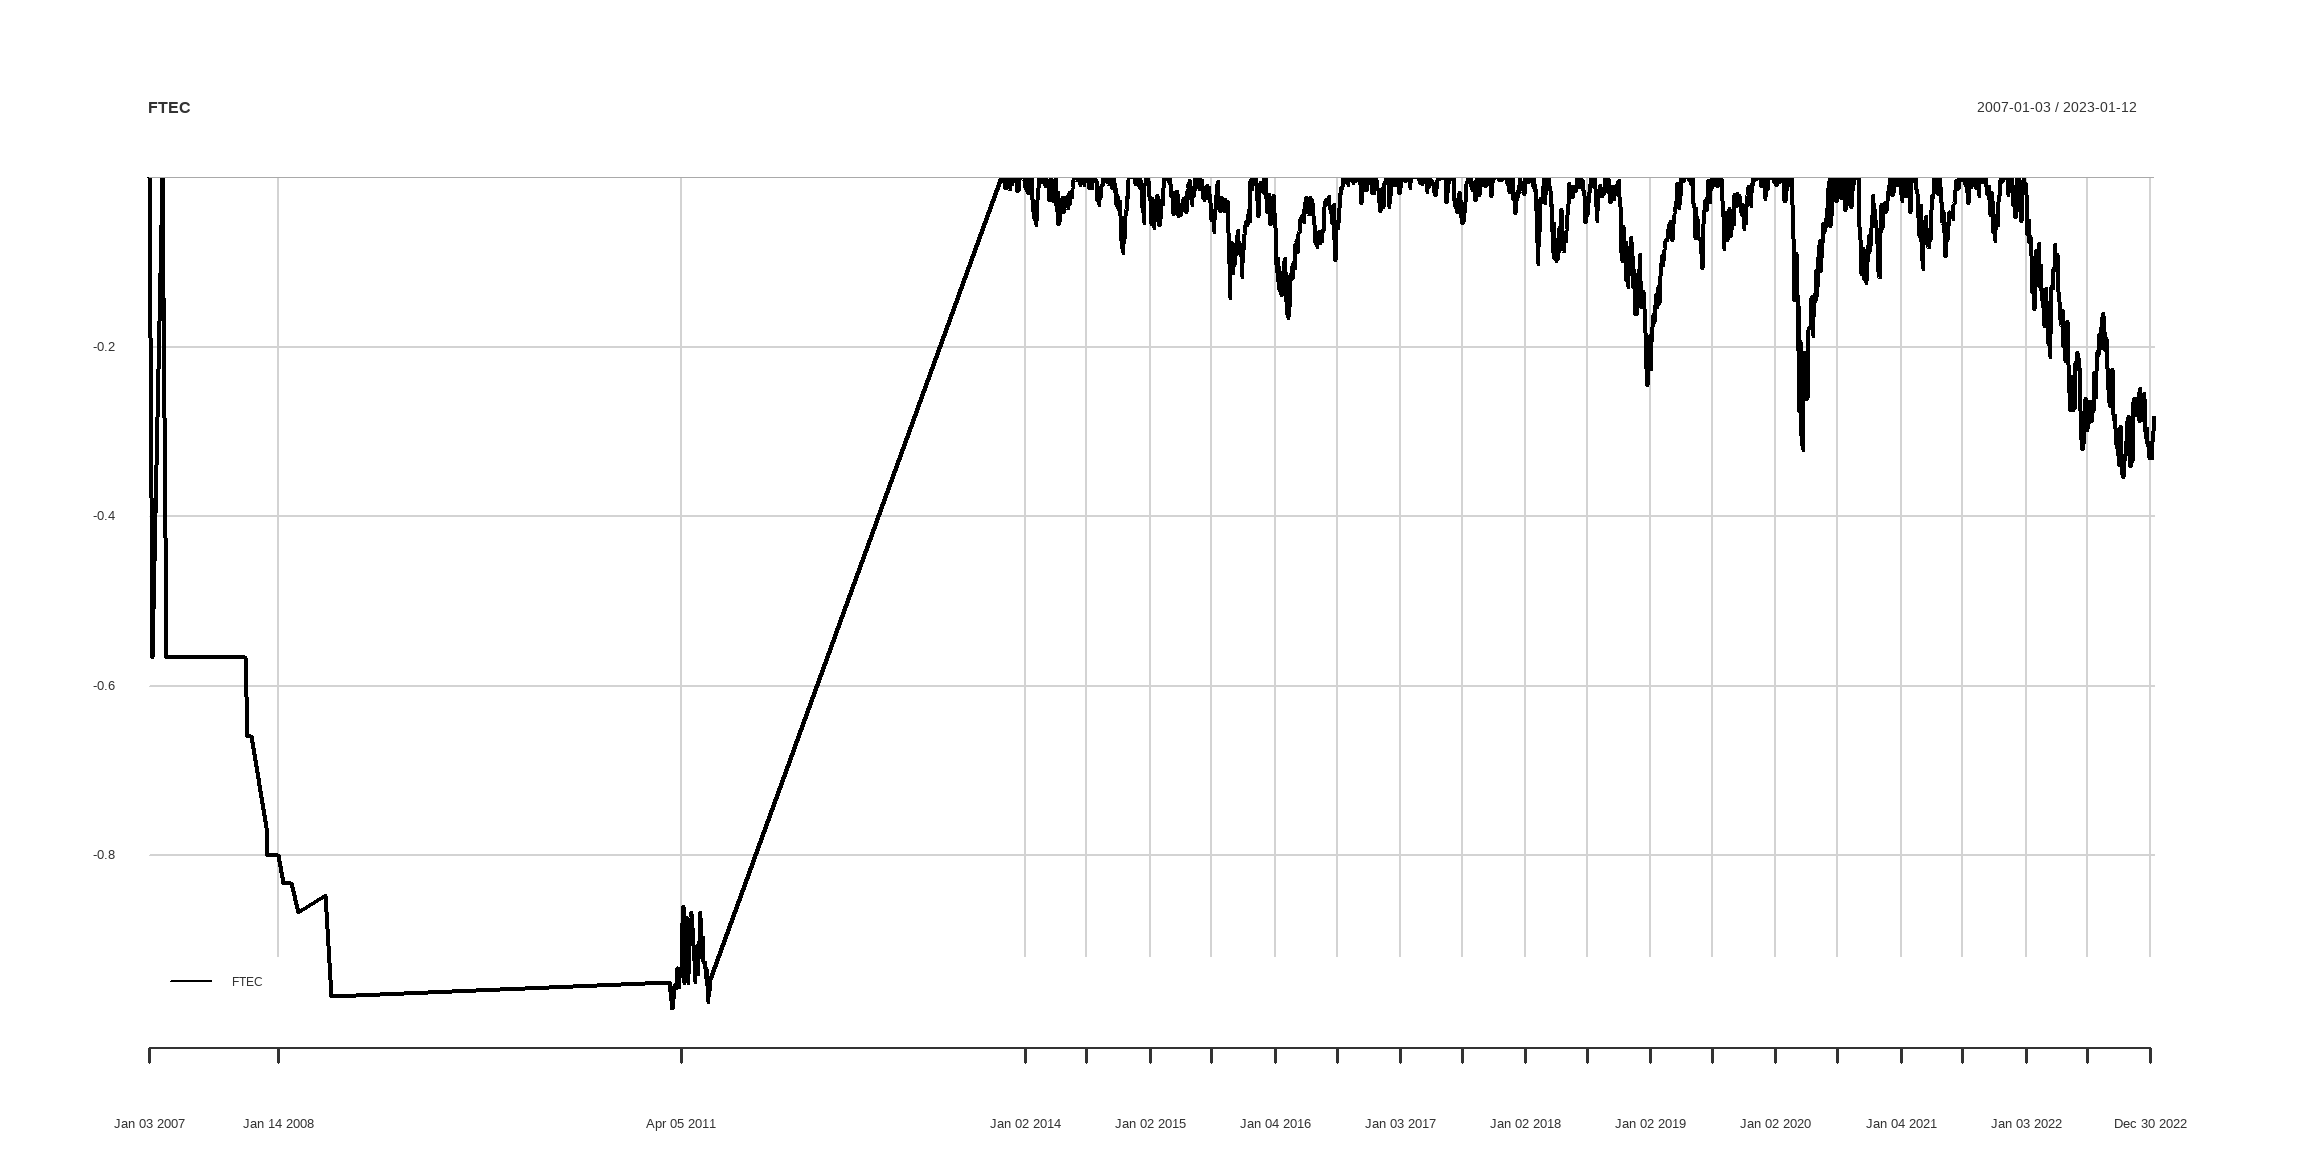 FTEC
2007-01-03 / 2023-01-12
-0.2
-0.4
-0.6
-0.8
FTEC
Jan 03 2007
Jan 14 2008
Apr 05 2011
Jan 02 2014
Jan 02 2015
Jan 04 2016
Jan 03 2017
Jan 02 2018
Jan 02 2019
Jan 02 2020
Jan 04 2021
Jan 03 2022
Dec 30 2022